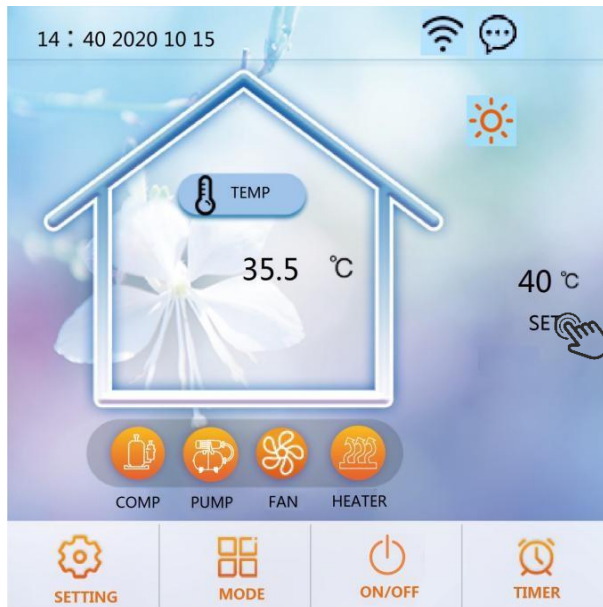 14：40 2020 10 15
TEMP
35.5 ℃
40 ℃
SET
COMP PUMP FAN HEATER
SETTING MODE ON/OFF TIMER